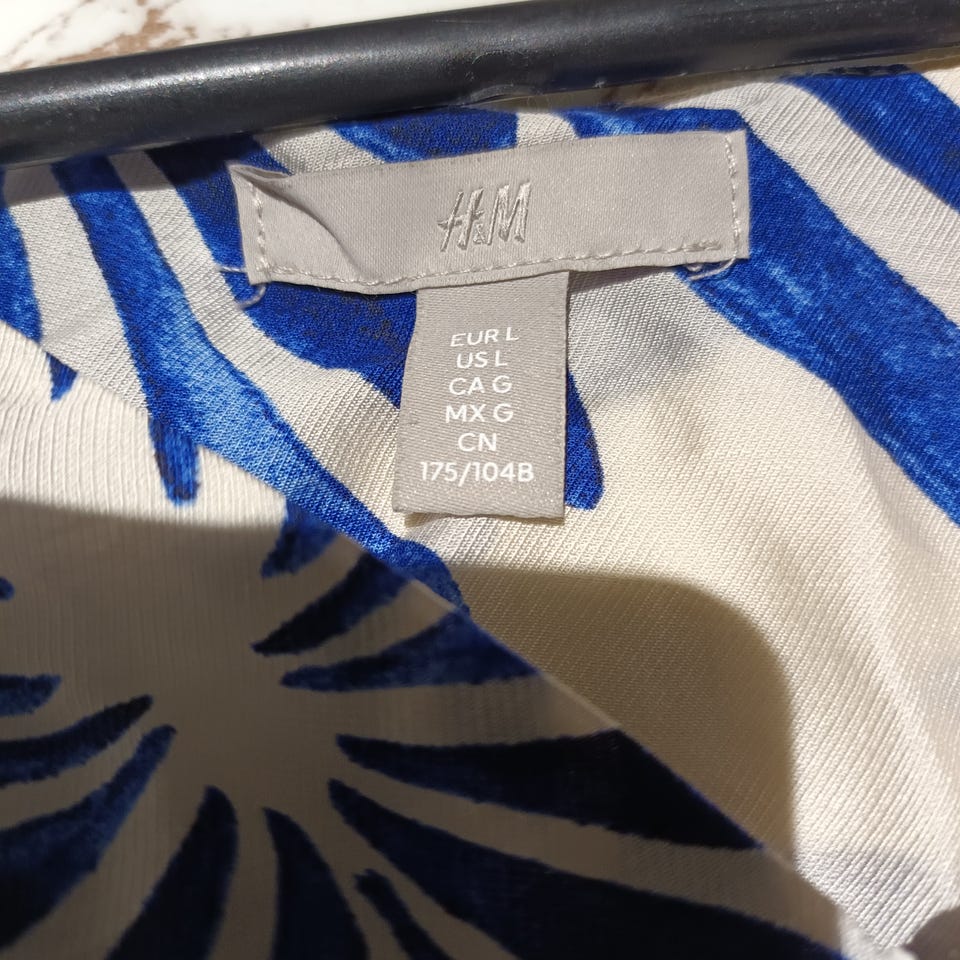 H&M
EUR L
US L
CA G
MX G
CN
175/104B